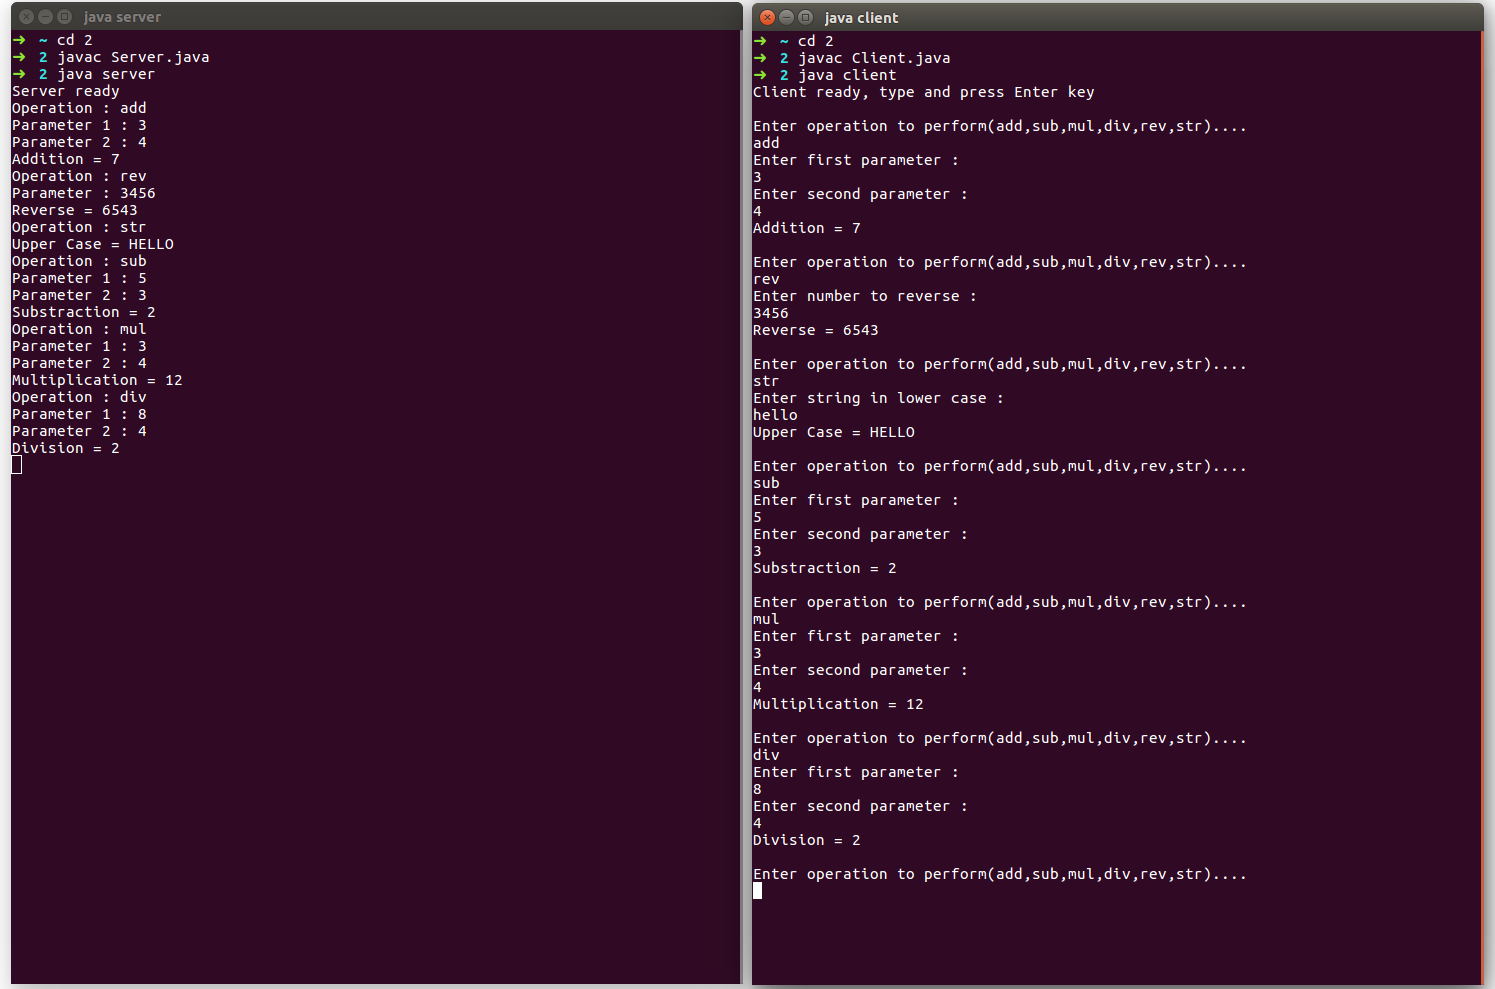 java server
➜ ~ cd 2
➜ 2 javac Server.java
➜ 2 java server
Server ready
Operation : add
Parameter 1 : 3
Parameter 2 : 4
Addition = 7
Operation : rev
Parameter : 3456
Reverse = 6543
Operation : str
Upper Case = HELLO
Operation : sub
Parameter 1 : 5
Parameter 2 : 3
Substraction = 2
Operation : mul
Parameter 1 : 3
Parameter 2 : 4
Multiplication = 12
Operation : div
Parameter 1 : 8
Parameter 2 : 4
Division = 2
java client
➜ ~ cd 2
➜ 2 javac Client.java
➜ 2 java client
Client ready, type and press Enter key
Enter operation to perform(add,sub,mul,div,rev,str)....
add
Enter first parameter :
3
Enter second parameter :
4
Addition = 7
Enter operation to perform(add,sub,mul,div,rev,str)....
rev
Enter number to reverse :
3456
Reverse = 6543
Enter operation to perform(add,sub,mul,div,rev,str)....
str
Enter string in lower case :
hello
Upper Case = HELLO
Enter operation to perform(add,sub,mul,div,rev,str)....
sub
Enter first parameter :
5
Enter second parameter :
3
Substraction = 2
Enter operation to perform(add,sub,mul,div,rev,str)....
mul
Enter first parameter :
3
Enter second parameter :
4
Multiplication = 12
Enter operation to perform(add,sub,mul,div,rev,str)....
div
Enter first parameter :
8
Enter second parameter :
4
Division = 2
Enter operation to perform(add,sub,mul,div,rev,str)....